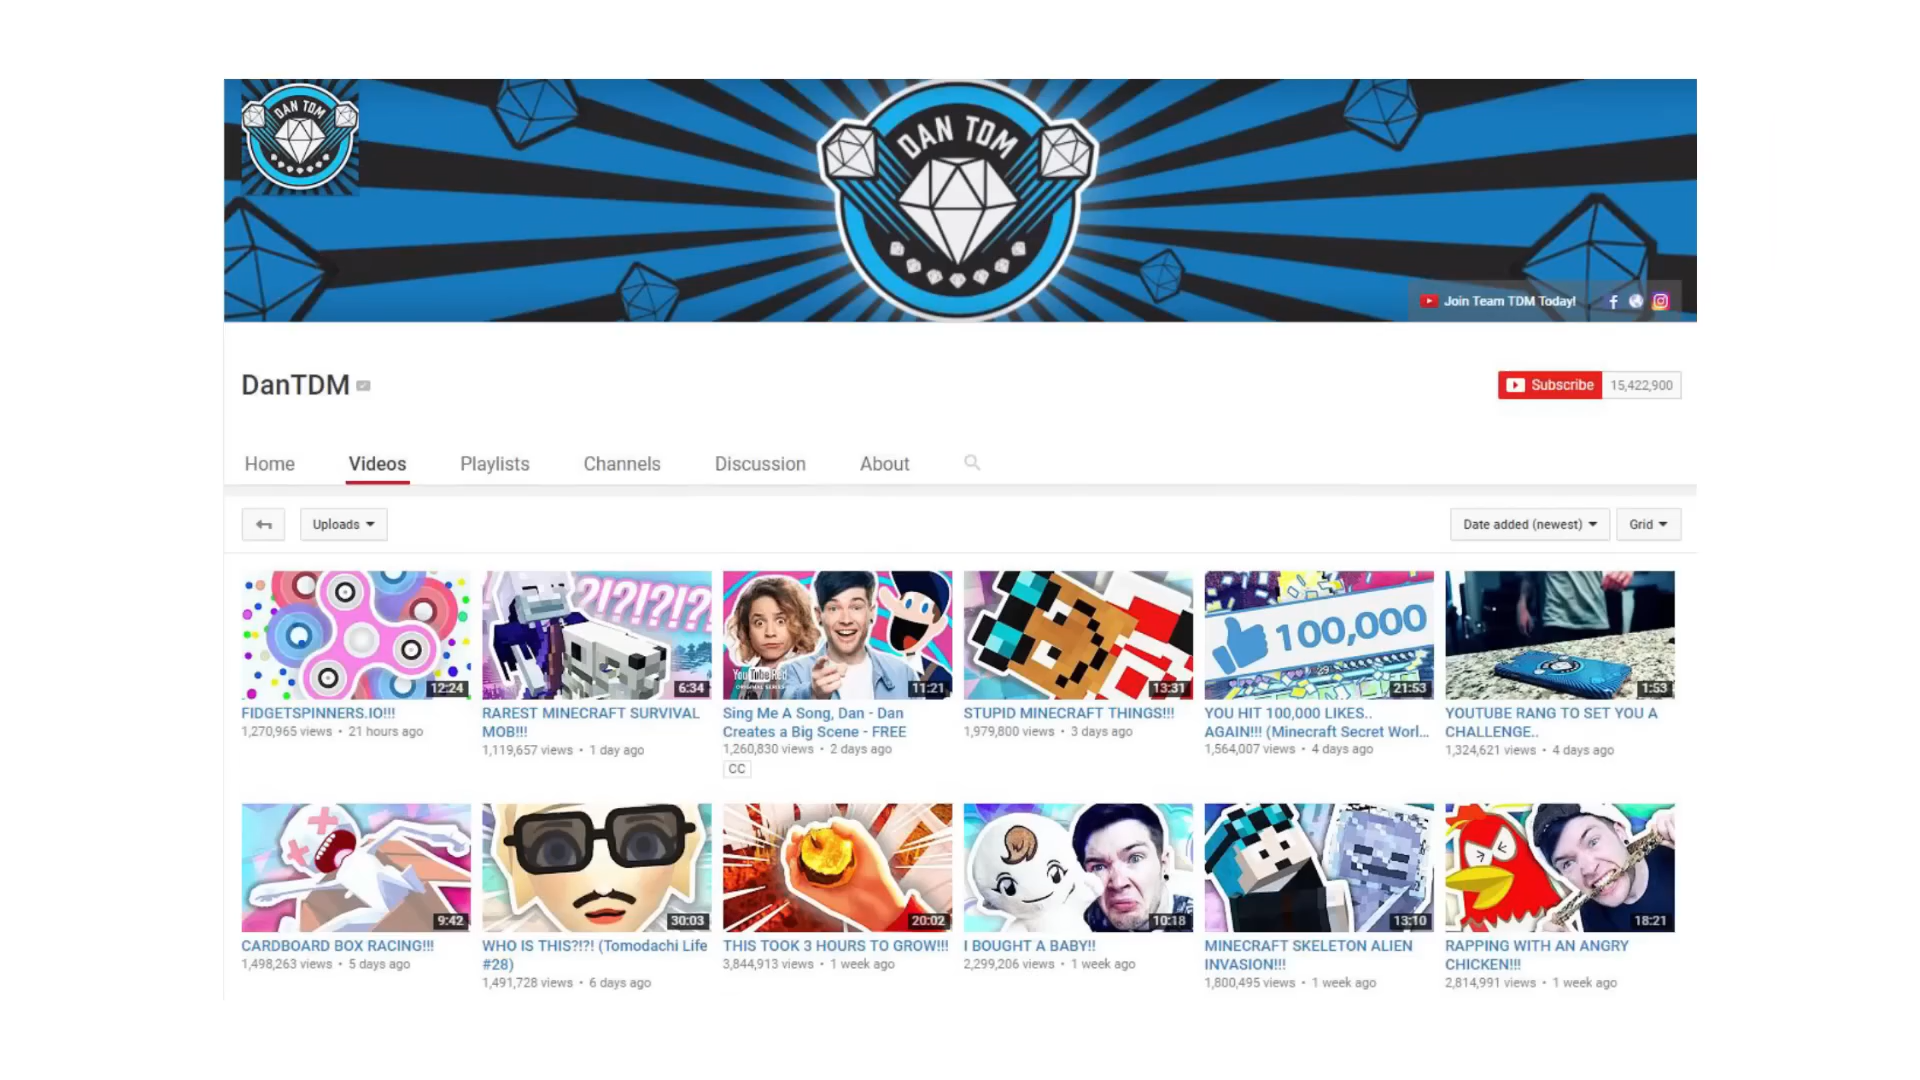 DAN TDM
DAN TDM
Join Team TDM Today!
DanTDM
Subscribe 15,422,900
Home Videos Playlists Channels Discussion About
Uploads
Date added (newest) Grid
12:24
?!?!?!?
6:34
YouTube Red
ORIGINAL SERIES
11:21
13:31
100,000
21:53
1:53
FIDGETSPINNERS.IO!!!
1,270,965 views • 21 hours ago
RAREST MINECRAFT SURVIVAL
MOB!!!
1,119,657 views • 1 day ago
Sing Me A Song, Dan - Dan
Creates a Big Scene - FREE
1,260,830 views • 2 days ago
CC
STUPID MINECRAFT THINGS!!!
1,979,800 views • 3 days ago
YOU HIT 100,000 LIKES..
AGAIN!!! (Minecraft Secret Worl...
1,564,007 views • 4 days ago
YOUTUBE RANG TO SET YOU A
CHALLENGE..
1,324,621 views • 4 days ago
9:42
30:03
20:02
10:18
13:10
18:21
CARDBOARD BOX RACING!!!
1,498,263 views • 5 days ago
WHO IS THIS?!?! (Tomodachi Life
#28)
1,491,728 views • 6 days ago
THIS TOOK 3 HOURS TO GROW!!!
3,844,913 views • 1 week ago
I BOUGHT A BABY!!
2,299,206 views • 1 week ago
MINECRAFT SKELETON ALIEN
INVASION!!!
1,800,495 views • 1 week ago
RAPPING WITH AN ANGRY
CHICKEN!!!
2,814,991 views • 1 week ago